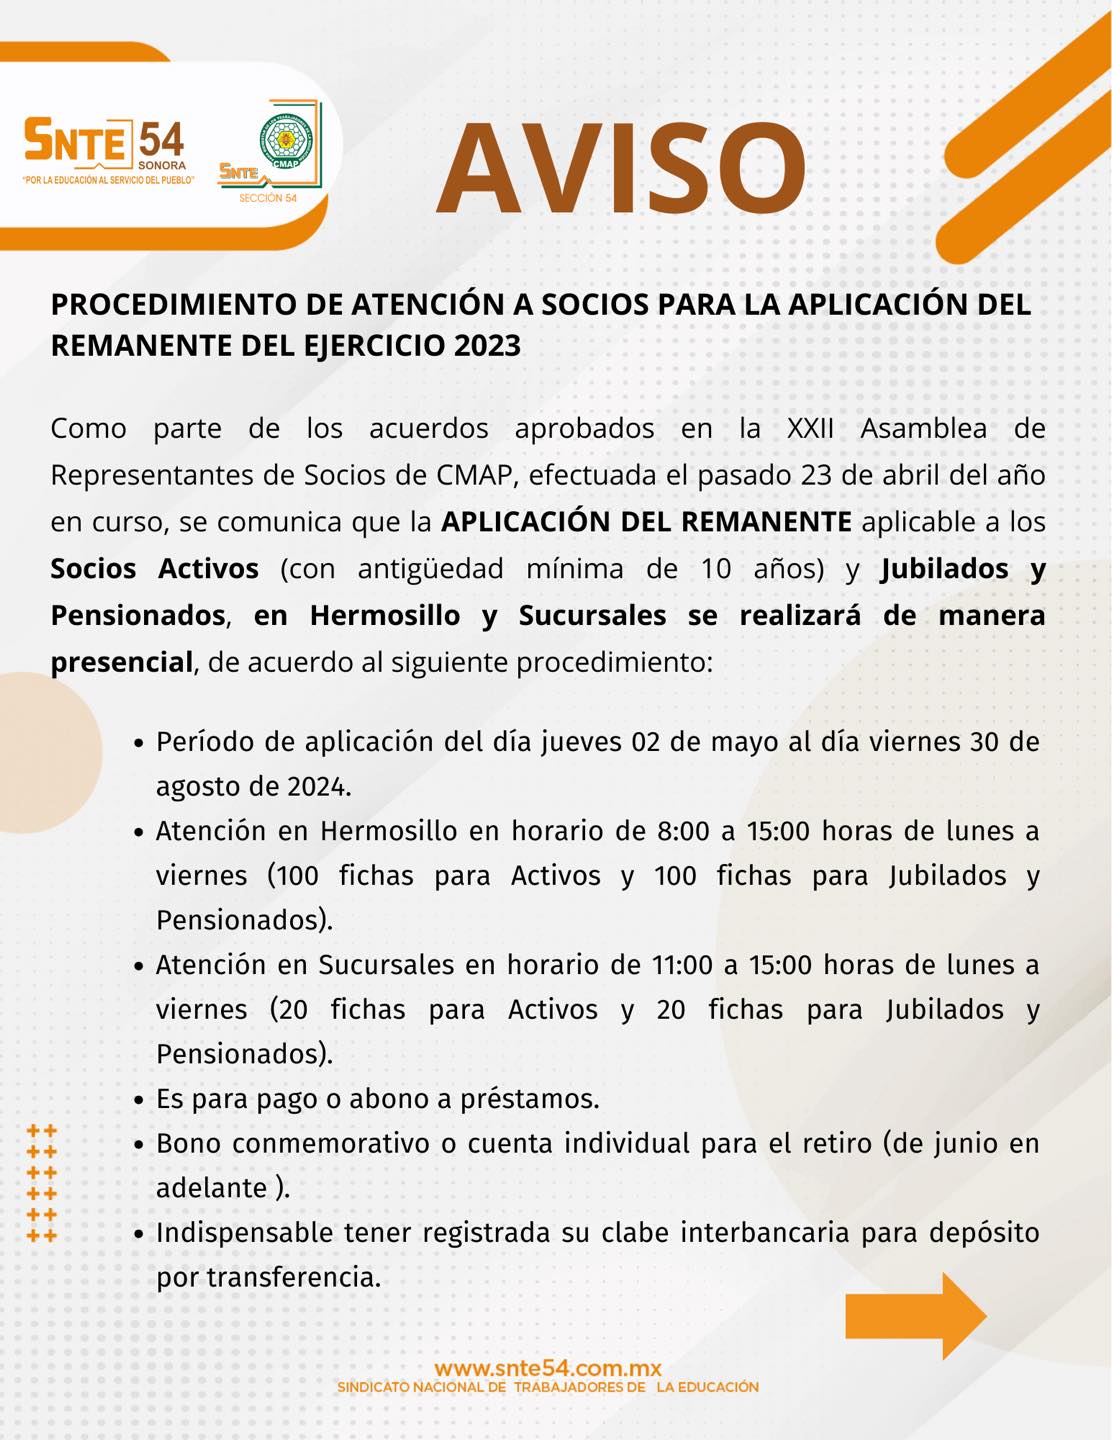 SNTE 54
SONORA
"POR LA EDUCACIÓN AL SERVICIO DEL PUEBLO"
CMAP
SNTE
SECCIÓN 54
AVISO
PROCEDIMIENTO DE ATENCIÓN A SOCIOS PARA LA APLICACIÓN DEL
REMANENTE DEL EJERCICIO 2023
Como parte de los acuerdos aprobados en la XXII Asamblea de
Representantes de Socios de CMAP, efectuada el pasado 23 de abril del año
en curso, se comunica que la APLICACIÓN DEL REMANENTE aplicable a los
Socios Activos (con antigüedad mínima de 10 años) y Jubilados y
Pensionados, en Hermosillo y Sucursales se realizará de manera
presencial, de acuerdo al siguiente procedimiento:
• Período de aplicación del día jueves 02 de mayo al día viernes 30 de
agosto de 2024.
• Atención en Hermosillo en horario de 8:00 a 15:00 horas de lunes a
viernes (100 fichas para Activos y 100 fichas para Jubilados y
Pensionados).
• Atención en Sucursales en horario de 11:00 a 15:00 horas de lunes a
viernes (20 fichas para Activos y 20 fichas para Jubilados y
Pensionados).
• Es para pago o abono a préstamos.
• Bono conmemorativo o cuenta individual para el retiro (de junio en
adelante ).
• Indispensable tener registrada su clabe interbancaria para depósito
por transferencia.
www.snte54.com.mx
SINDICATO NACIONAL DE TRABAJADORES DE LA EDUCACIÓN